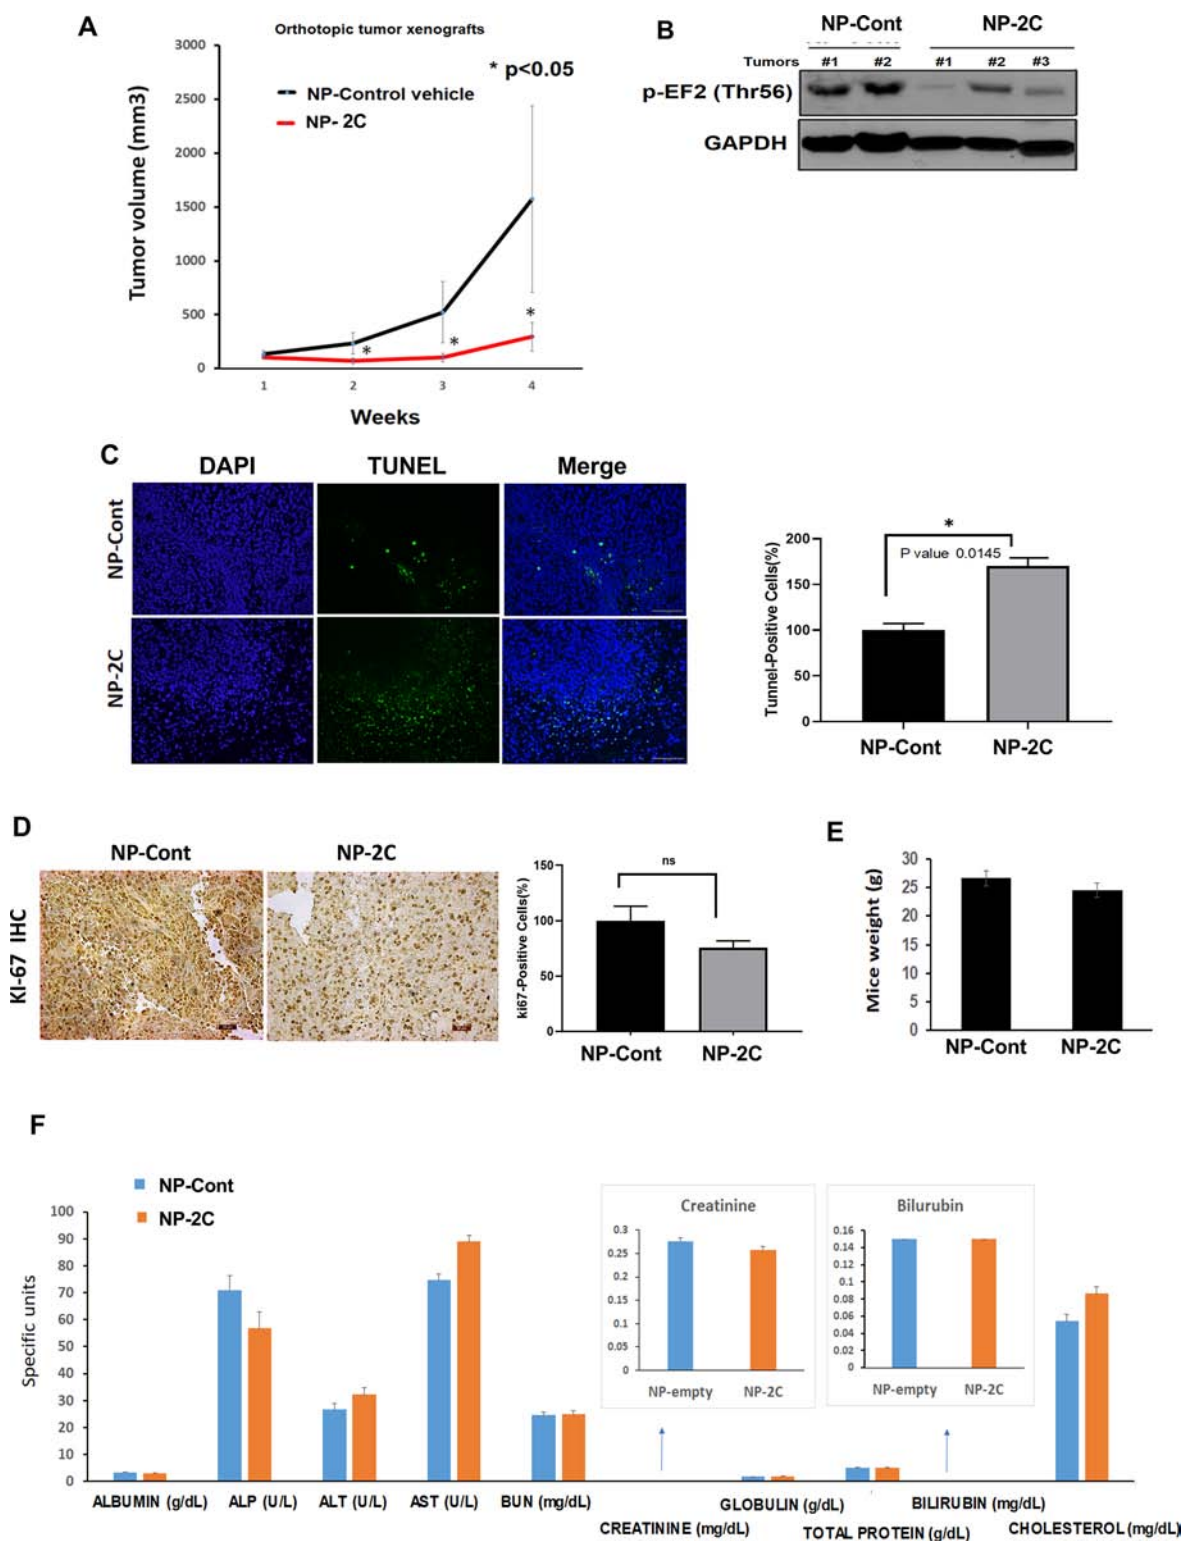 A
Orthotopic tumor xenografts
* p<0.05
NP-Control vehicle
NP- 2C
Tumor volume (mm3)
3000
2500
2000
1500
1000
500
0
*
*
*
1 2 3 4
Weeks
B
NP-Cont NP-2C
Tumors #1 #2 #1 #2 #3
p-EF2 (Thr56)
GAPDH
C
DAPI TUNEL Merge
NP-Cont
NP-2C
Tunnel-Positive Cells(%)
200
150
100
50
0
*
P value 0.0145
NP-Cont NP-2C
D
NP-Cont NP-2C
KI-67 IHC
ki67-Positive Cells(%)
150
100
50
0
ns
NP-Cont NP-2C
E
Mice weight (g)
30
25
20
15
10
5
0
NP-Cont NP-2C
F
NP-Cont
NP-2C
Specific units
100
90
80
70
60
50
40
30
20
10
0
Creatinine
0.3
0.25
0.2
0.15
0.1
0.05
0
NP-empty NP-2C
Bilurubin
0.16
0.14
0.12
0.1
0.08
0.06
0.04
0.02
0
NP-empty NP-2C
ALBUMIN (g/dL) ALP (U/L) ALT (U/L) AST (U/L) BUN (mg/dL) GLOBULIN (g/dL) BILIRUBIN (mg/dL)
CREATININE (mg/dL) TOTAL PROTEIN (g/dL) CHOLESTEROL (mg/dL)